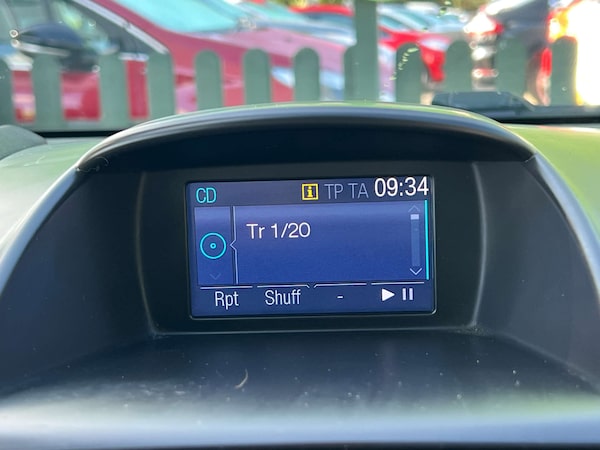 CD i TP TA 09:34
Tr 1/20
Rpt Shuff -